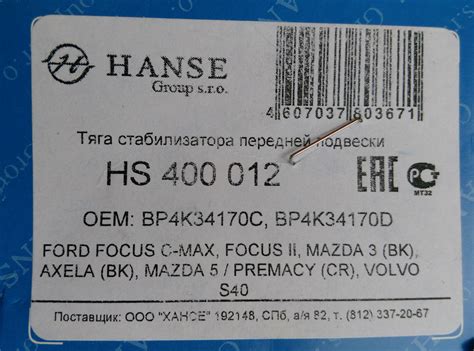 HANSE
Group s.r.o.
4 607037 803671
Тяга стабилизатора передней подвески
HS 400 012
EAC
РСТ
МТ32
OEM: BP4K34170C, BP4K34170D
FORD FOCUS C-MAX, FOCUS II, MAZDA 3 (BK),
AXELA (BK), MAZDA 5 / PREMACY (CR), VOLVO
S40
Поставщик: ООО "ХАНСЕ" 192148, СПб, а/я 82, т. (812) 337-20-67